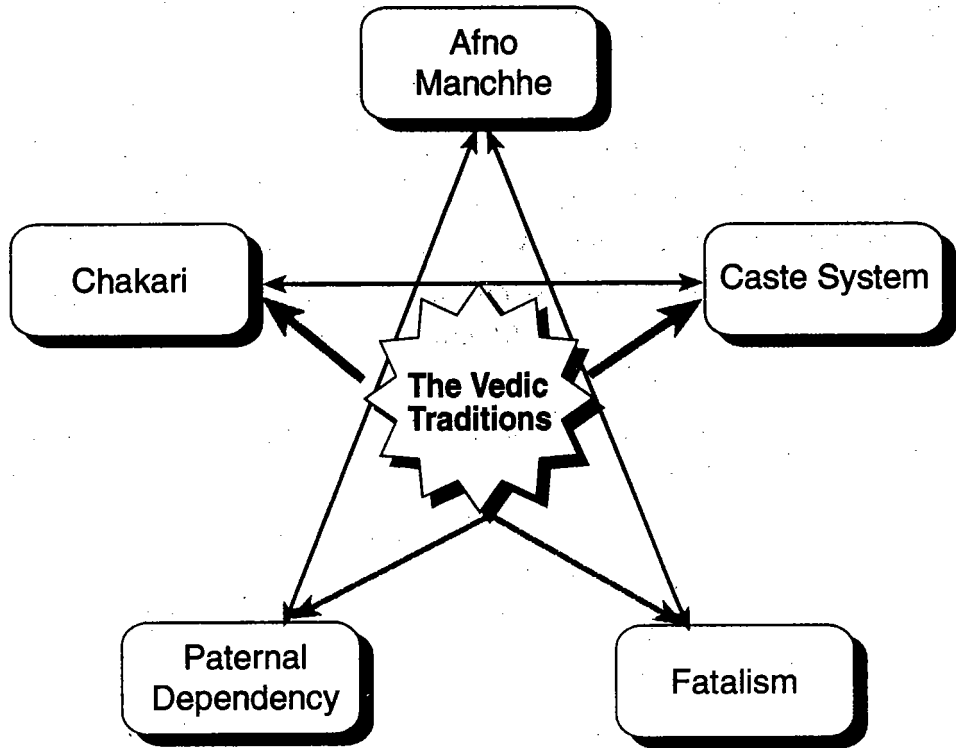 Afno
Manchhe
Chakari
Caste System
The Vedic
Traditions
Paternal
Dependency
Fatalism